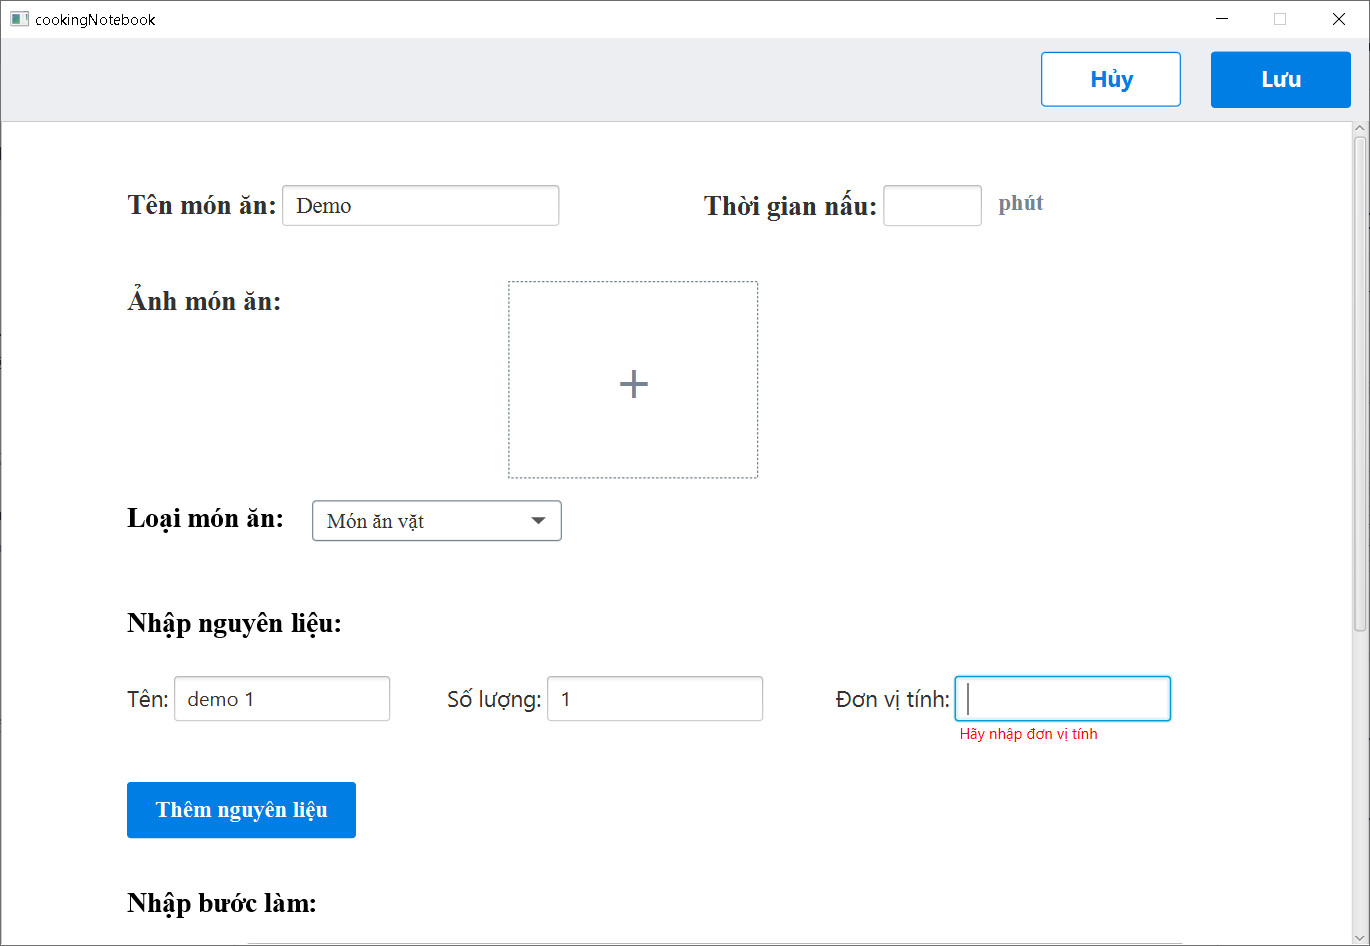 cookingNotebook
Hủy
Lưu
Tên món ăn: Demo
Thời gian nấu: phút
Ảnh món ăn:
+
Loại món ăn: Món ăn vặt
Nhập nguyên liệu:
Tên: demo 1
Số lượng: 1
Đơn vị tính:
Hãy nhập đơn vị tính
Thêm nguyên liệu
Nhập bước làm: